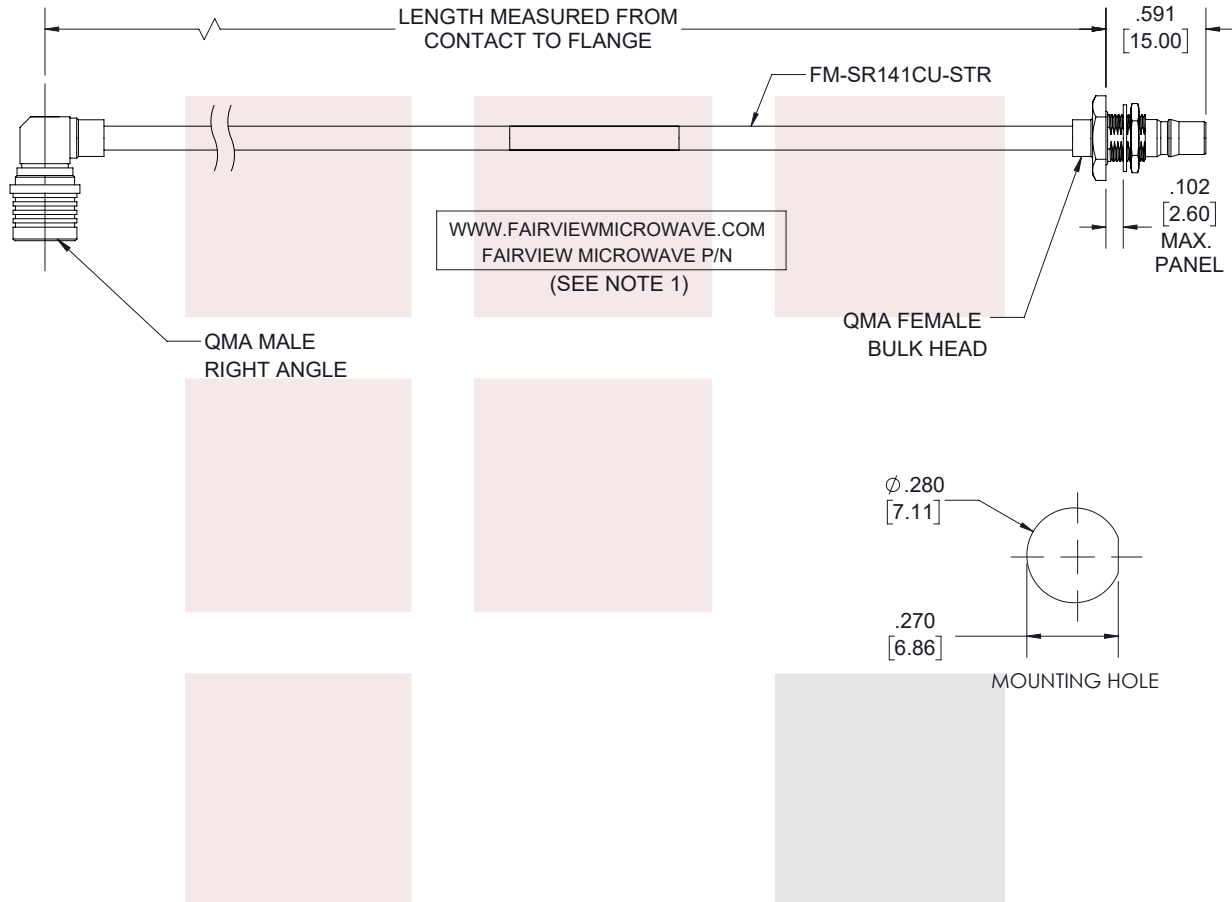 LENGTH MEASURED FROM
CONTACT TO FLANGE
.591
[15.00]
FM-SR141CU-STR
.102
[2.60]
MAX.
PANEL
WWW.FAIRVIEWMICROWAVE.COM
FAIRVIEW MICROWAVE P/N
(SEE NOTE 1)
QMA MALE
RIGHT ANGLE
QMA FEMALE
BULK HEAD
∅.280
[7.11]
.270
[6.86]
MOUNTING HOLE